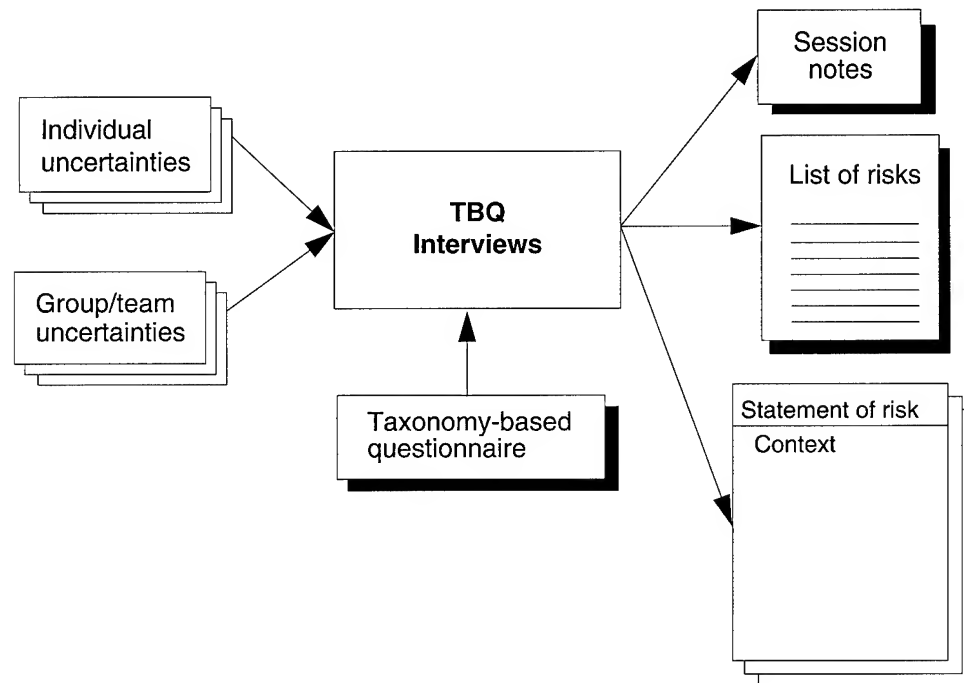 Individual
uncertainties
Group/team
uncertainties
TBQ
Interviews
Taxonomy-based
questionnaire
Session
notes
List of risks
Statement of risk
Context